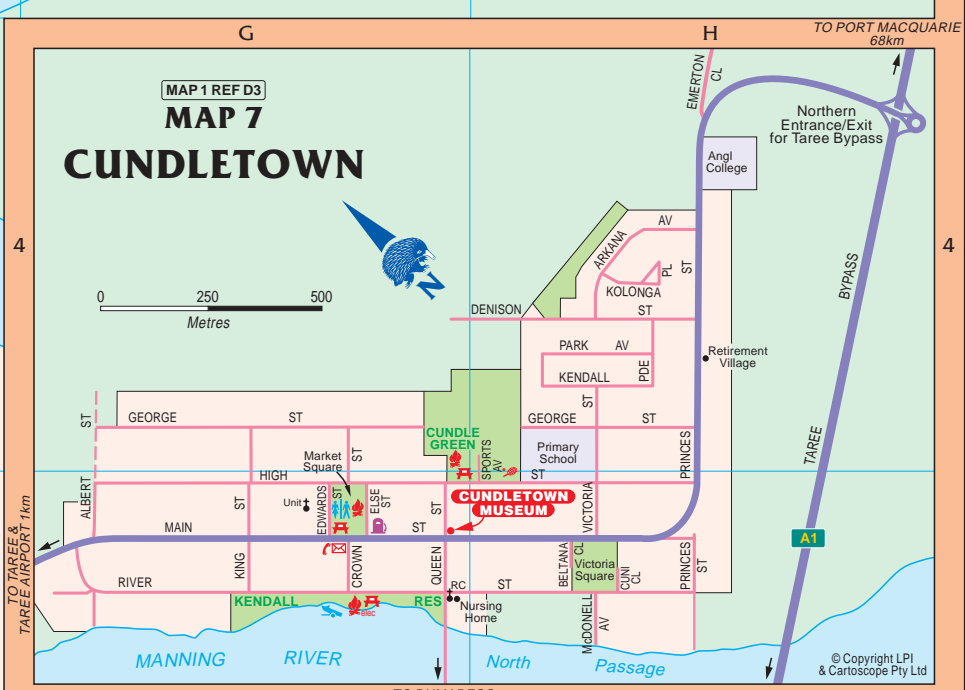 G
H
TO PORT MACQUARIE
68km
MAP 1 REF D3
MAP 7
CUNDLETOWN
EMERTON
CL
Northern
Entrance/Exit
for Taree Bypass
Angl
College
4
4
N
ARKANA
AV
PL
ST
KOLONGA
ST
DENISON
0
250
500
Metres
BYPASS
PARK
AV
KENDALL
PDE
ST
Retirement
Village
GEORGE
ST
GEORGE
ST
ST
ST
CUNDLE
GREEN
SPORTS
AV
Primary
School
PRINCES
TAREE
Market
Square
HIGH
ST
ALBERT
ST
Unit
EDWARDS
ST
ELSE
ST
ST
CUNDLETOWN
MUSEUM
VICTORIA
MAIN
ST
A1
TO TAREE &
TAREE AIRPORT 1km
KING
CROWN
QUEEN
BELTANA
CL
Victoria
Square
CUNI
CL
PRINCES
ST
RIVER
RC
ST
KENDALL
RES
elec
Nursing
Home
McDONELL
AV
MANNING
RIVER
North
Passage
© Copyright LPI
& Cartoscope Pty Ltd